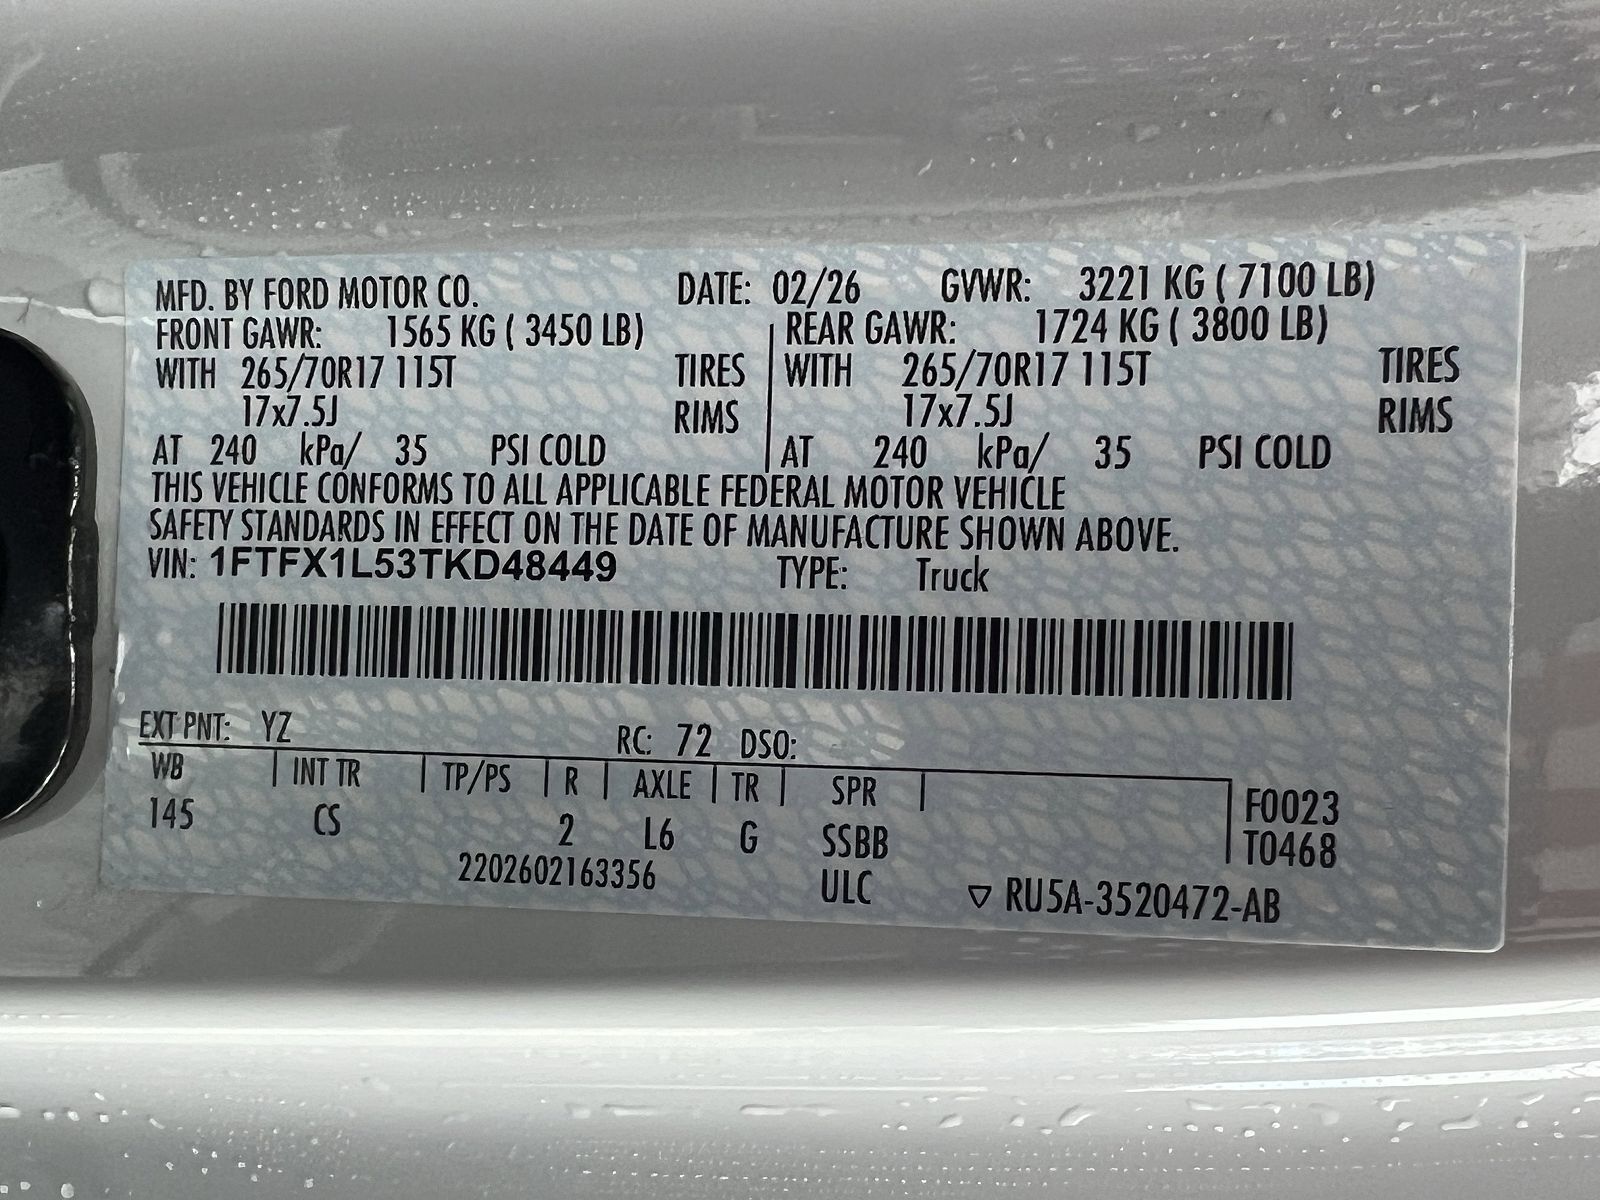 MFD. BY FORD MOTOR CO. DATE: 02/26 GVWR: 3221 KG ( 7100 LB)
FRONT GAWR: 1565 KG ( 3450 LB) REAR GAWR: 1724 KG ( 3800 LB)
WITH 265/70R17 115T TIRES WITH 265/70R17 115T TIRES
17x7.5J RIMS 17x7.5J RIMS
AT 240 kPa/ 35 PSI COLD AT 240 kPa/ 35 PSI COLD
THIS VEHICLE CONFORMS TO ALL APPLICABLE FEDERAL MOTOR VEHICLE
SAFETY STANDARDS IN EFFECT ON THE DATE OF MANUFACTURE SHOWN ABOVE.
VIN: 1FTFX1L53TKD48449 TYPE: Truck
EXT PNT: YZ RC: 72 DSO:
WB INT TR TP/PS R AXLE TR SPR F0023
145 CS 2 L6 G SSBB T0468
2202602163356 ULC ▽ RU5A-3520472-AB